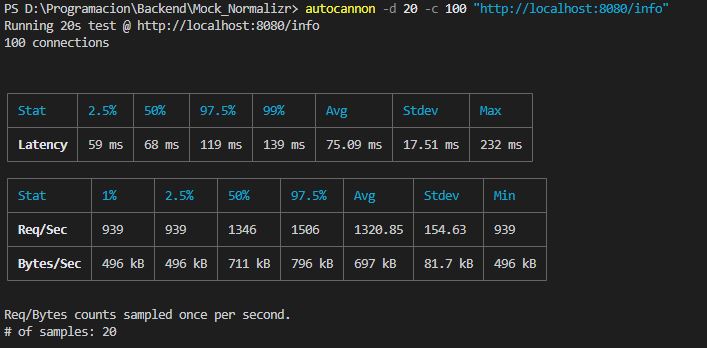 PS D:\Programacion\Backend\Mock_Normalizr> autocannon -d 20 -c 100 "http://localhost:8080/info"
Running 20s test @ http://localhost:8080/info
100 connections
Stat 2.5% 50% 97.5% 99% Avg Stdev Max
Latency 59 ms 68 ms 119 ms 139 ms 75.09 ms 17.51 ms 232 ms
Stat 1% 2.5% 50% 97.5% Avg Stdev Min
Req/Sec 939 939 1346 1506 1320.85 154.63 939
Bytes/Sec 496 kB 496 kB 711 kB 796 kB 697 kB 81.7 kB 496 kB
Req/Bytes counts sampled once per second.
# of samples: 20